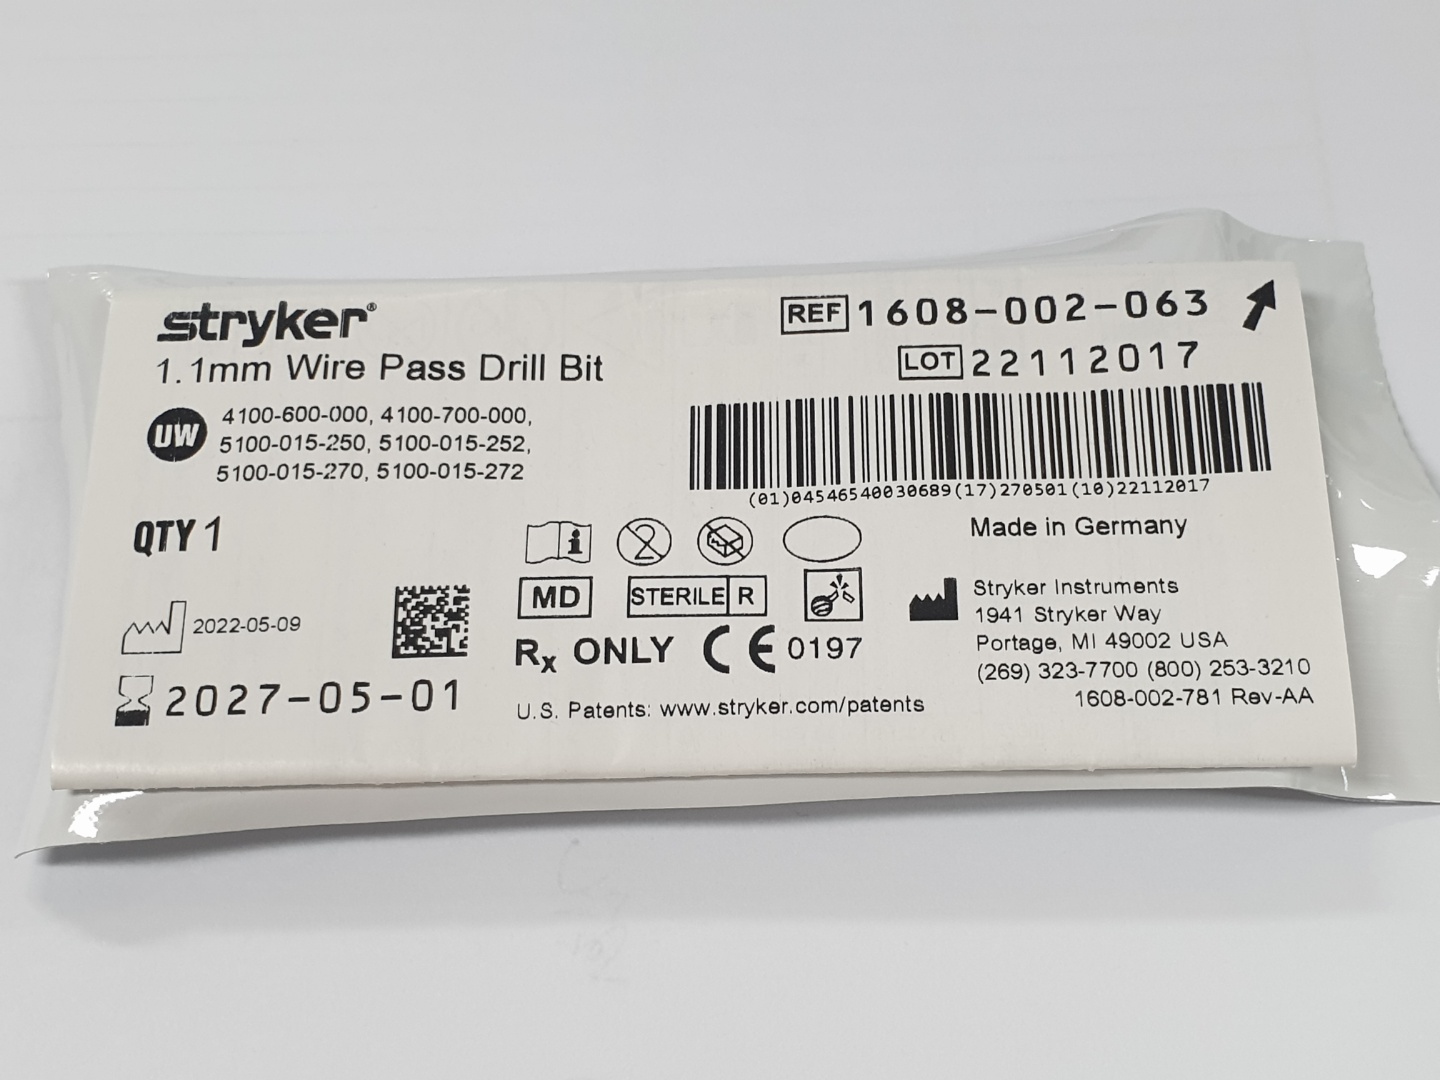 stryker®
1.1mm Wire Pass Drill Bit
UW
4100-600-000, 4100-700-000,
5100-015-250, 5100-015-252,
5100-015-270, 5100-015-272
QTY 1
2022-05-09
2027-05-01
REF 1608-002-063
LOT 22112017
(01)04546540030689(17)270501(10)22112017
i 2
MD STERILE R
Rx ONLY CE 0197
U.S. Patents: www.stryker.com/patents
Made in Germany
Stryker Instruments
1941 Stryker Way
Portage, MI 49002 USA
(269) 323-7700 (800) 253-3210
1608-002-781 Rev-AA